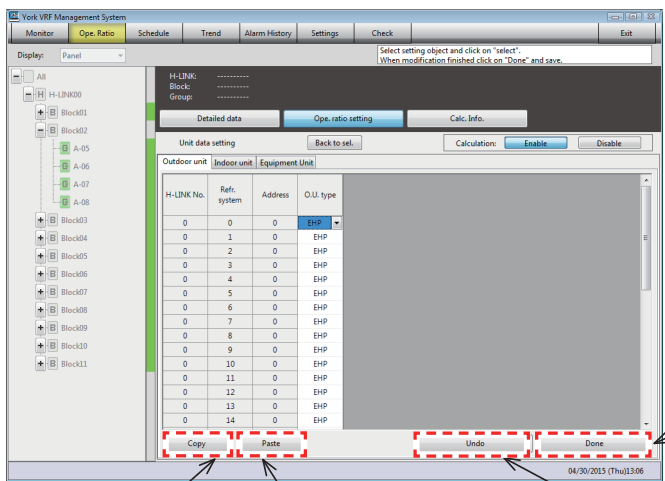 York VRF Management System
Monitor Ope. Ratio Schedule Trend Alarm History Settings Check Exit
Display: Panel
Select setting object and click on "select".
When modification finished click on "Done" and save.
All
H H-LINK00
B Block01
B Block02
A-05
A-06
A-07
A-08
B Block03
B Block04
B Block05
B Block06
B Block07
B Block08
B Block09
B Block10
B Block11
H-LINK: ----------
Block: ----------
Group: ----------
Detailed data Ope. ratio setting Calc. Info.
Unit data setting Back to sel. Calculation: Enable Disable
Outdoor unit Indoor unit Equipment Unit
H-LINK No. Refr. system Address O.U. type
0 0 0 EHP
0 1 0 EHP
0 2 0 EHP
0 3 0 EHP
0 4 0 EHP
0 5 0 EHP
0 6 0 EHP
0 7 0 EHP
0 8 0 EHP
0 9 0 EHP
0 10 0 EHP
0 11 0 EHP
0 12 0 EHP
0 13 0 EHP
0 14 0 EHP
Copy Paste Undo Done
04/30/2015 (Thu)13:06